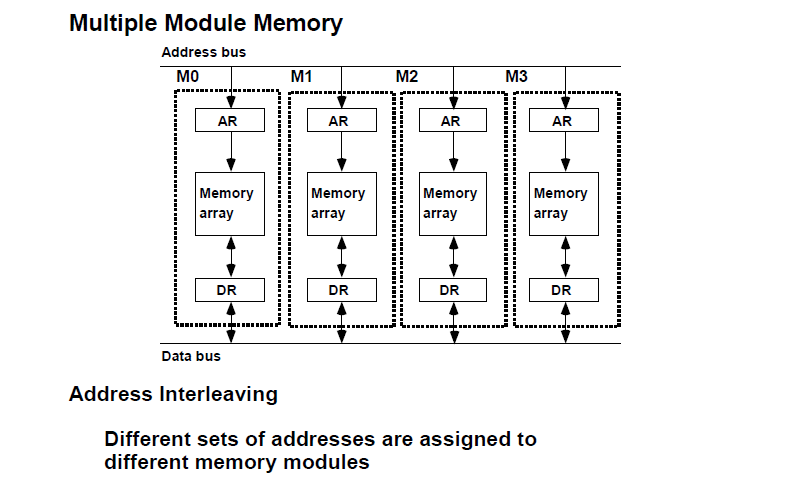 Multiple Module Memory
Address bus
M0 M1 M2 M3
AR AR AR AR
Memory Memory Memory Memory
array array array array
DR DR DR DR
Data bus
Address Interleaving
Different sets of addresses are assigned to
different memory modules